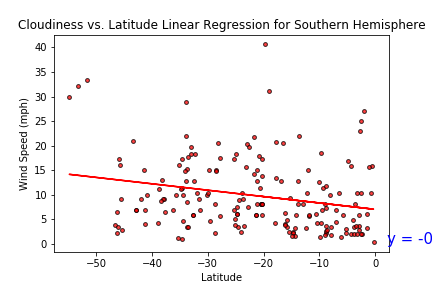 Cloudiness vs. Latitude Linear Regression for Southern Hemisphere
40
35
30
25
20
15
10
5
0
Wind Speed (mph)
−50 −40 −30 −20 −10 0
Latitude
y = -0